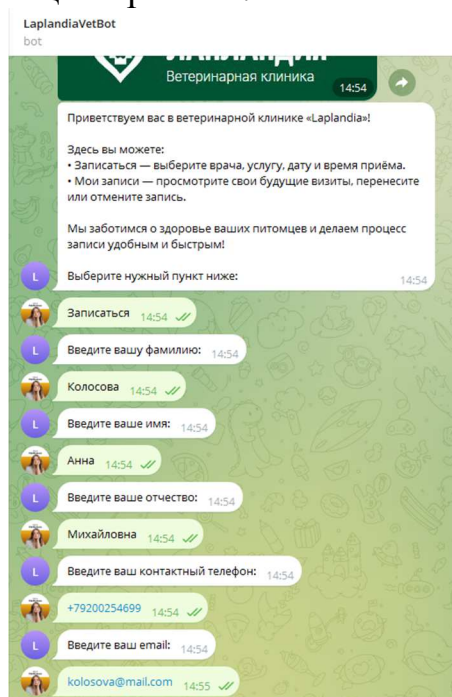 LaplandiaVetBot
bot
Ветеринарная клиника
14:54
Приветствуем вас в ветеринарной клинике «Laplandia»!
Здесь вы можете:
• Записаться — выберите врача, услугу, дату и время приёма.
• Мои записи — просмотрите свои будущие визиты, перенесите
или отмените запись.
Мы заботимся о здоровье ваших питомцев и делаем процесс
записи удобным и быстрым!
L Выберите нужный пункт ниже: 14:54
Записаться 14:54
L Введите вашу фамилию: 14:54
Колосова 14:54
L Введите ваше имя: 14:54
Анна 14:54
L Введите ваше отчество: 14:54
Михайловна 14:54
L Введите ваш контактный телефон: 14:54
+79200254699 14:54
L Введите ваш email: 14:54
kolosova@mail.com 14:55